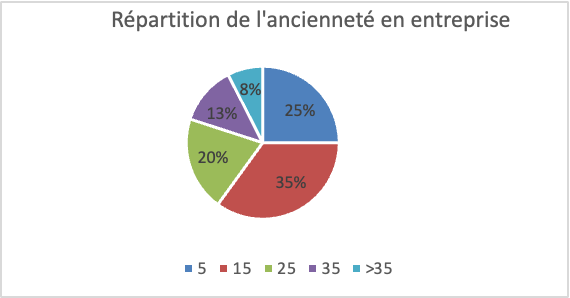 Répartition de l'ancienneté en entreprise
8%
25%
13%
20%
35%
5 15 25 35 >35